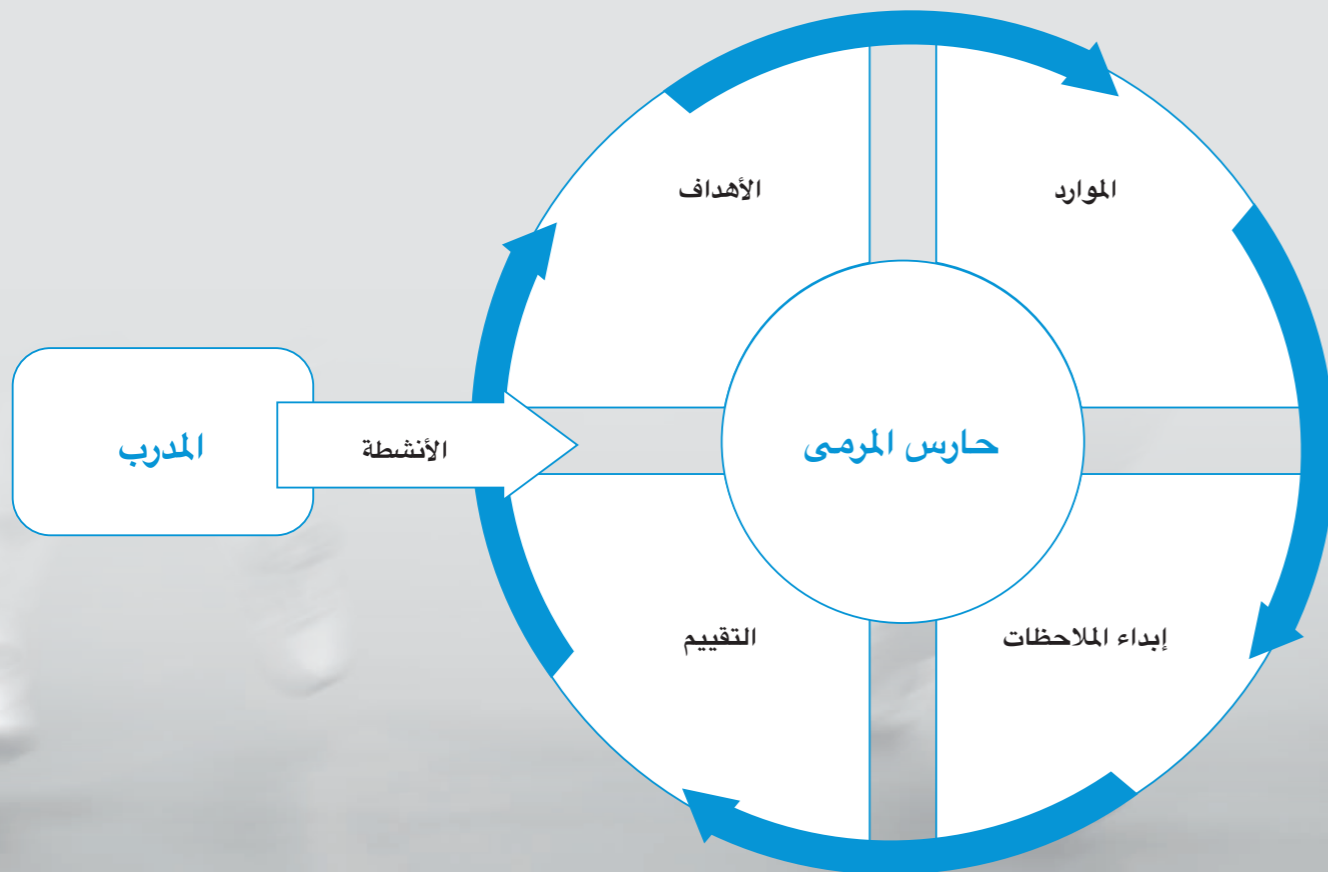 الموارد
الأهداف
حارس المرمى
الأنشطة
المدرب
إبداء الملاحظات
التقييم